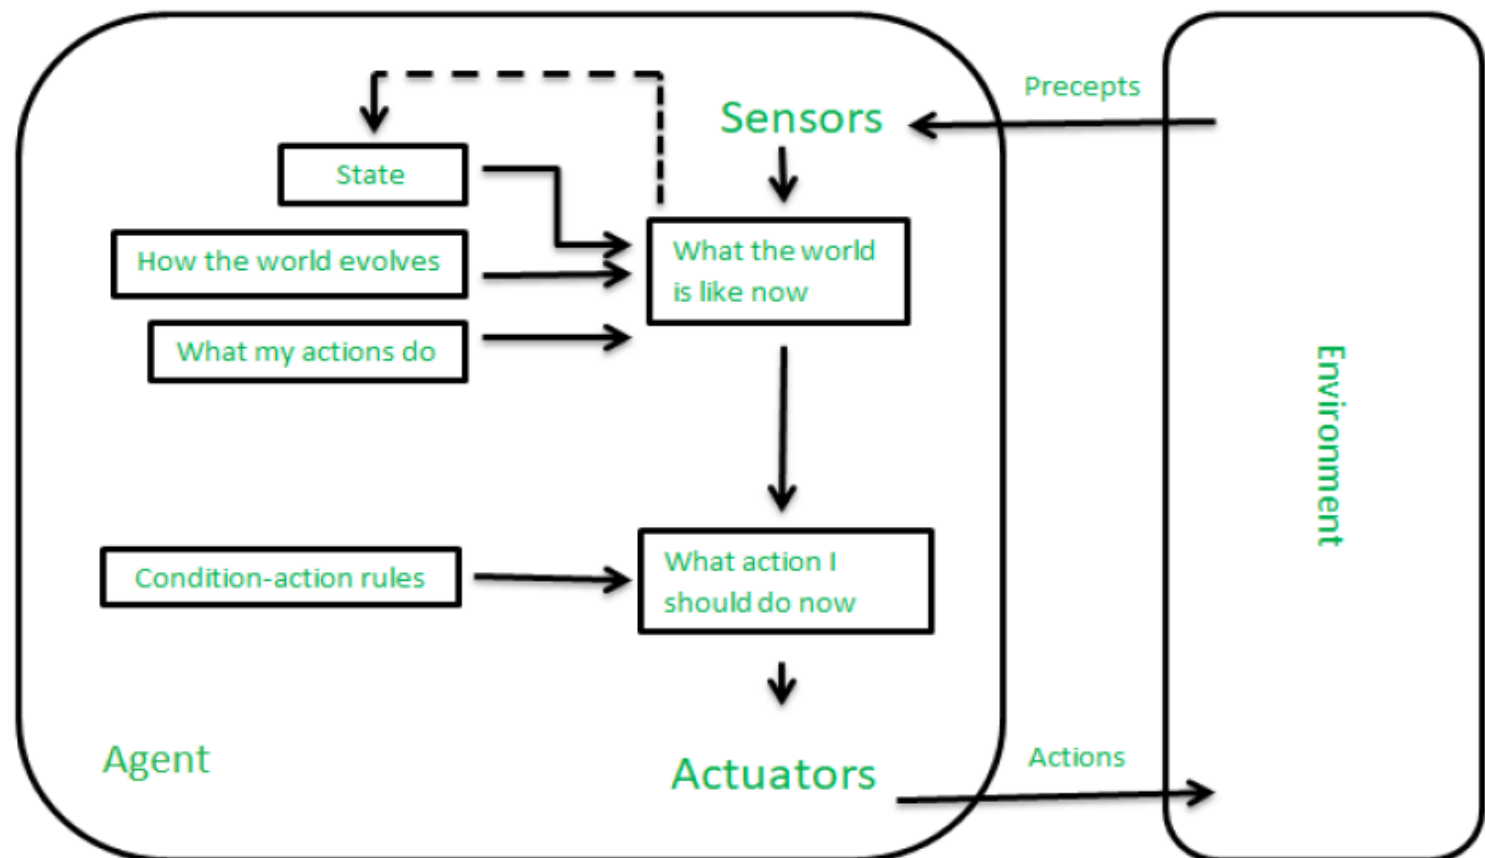 Precepts
Sensors
State
How the world evolves
What the world
is like now
What my actions do
Environment
Condition-action rules
What action I
should do now
Agent
Actuators
Actions